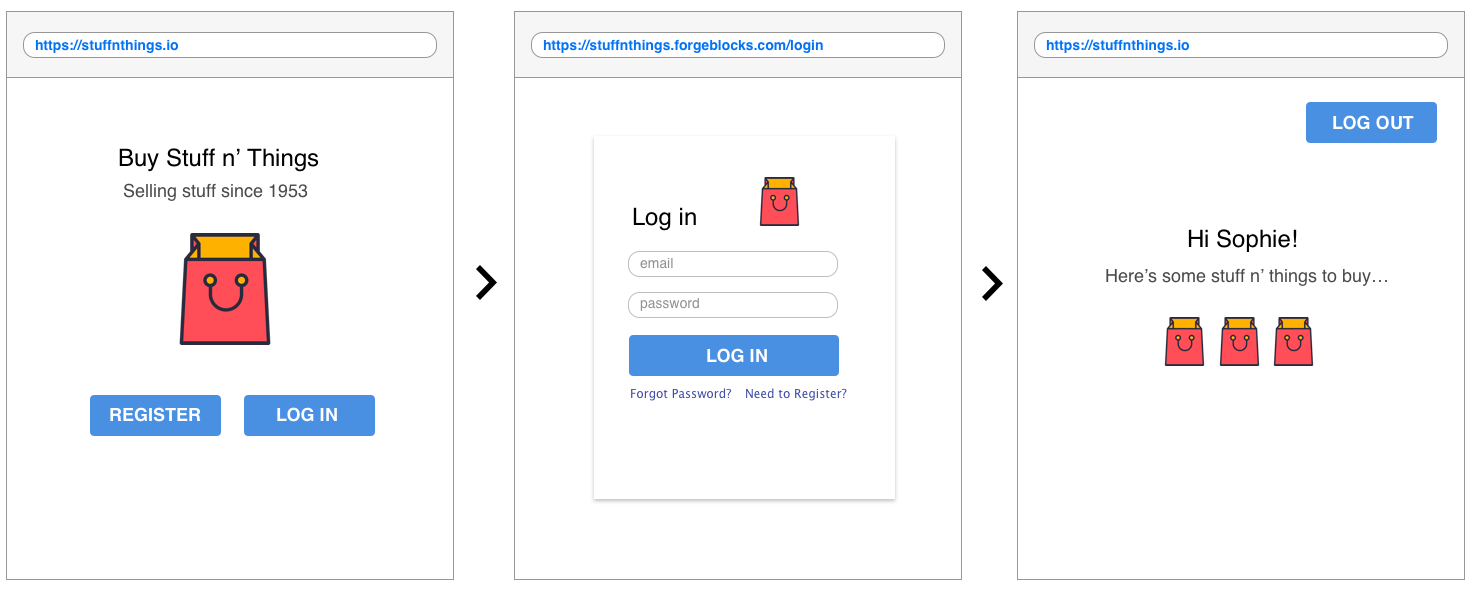 https://stuffnthings.io
Buy Stuff n’ Things
Selling stuff since 1953
REGISTER
LOG IN
https://stuffnthings.forgeblocks.com/login
Log in
email
password
LOG IN
Forgot Password?
Need to Register?
https://stuffnthings.io
LOG OUT
Hi Sophie!
Here’s some stuff n’ things to buy…